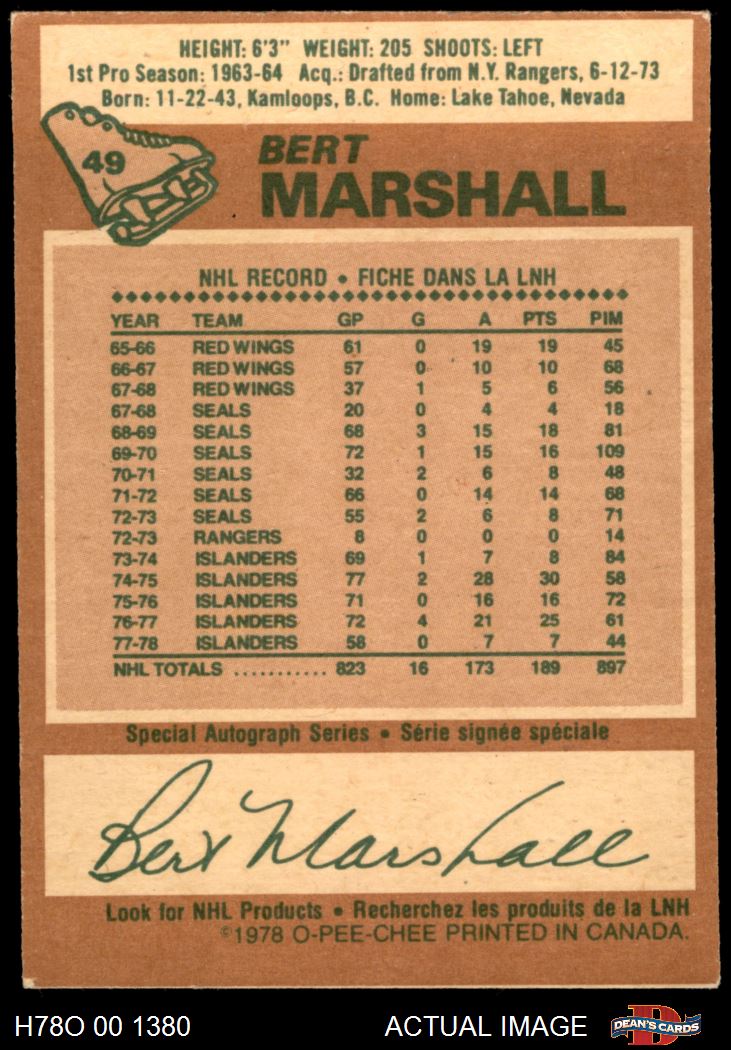 HEIGHT: 6'3" WEIGHT: 205 SHOOTS: LEFT
1st Pro Season: 1963-64 Acq.: Drafted from N.Y. Rangers, 6-12-73
Born: 11-22-43, Kamloops, B.C. Home: Lake Tahoe, Nevada
49
BERT
MARSHALL
NHL RECORD • FICHE DANS LA LNH
YEAR TEAM GP G A PTS PIM
65-66 RED WINGS 61 0 19 19 45
66-67 RED WINGS 57 0 10 10 68
67-68 RED WINGS 37 1 5 6 56
67-68 SEALS 20 0 4 4 18
68-69 SEALS 68 3 15 18 81
69-70 SEALS 72 1 15 16 109
70-71 SEALS 32 2 6 8 48
71-72 SEALS 66 0 14 14 68
72-73 SEALS 55 2 6 8 71
72-73 RANGERS 8 0 0 0 14
73-74 ISLANDERS 69 1 7 8 84
74-75 ISLANDERS 77 2 28 30 58
75-76 ISLANDERS 71 0 16 16 72
76-77 ISLANDERS 72 4 21 25 61
77-78 ISLANDERS 58 0 7 7 44
NHL TOTALS ........... 823 16 173 189 897
Special Autograph Series • Série signée spéciale
Bert Marshall
Look for NHL Products • Recherchez les produits de la LNH
©1978 O-PEE-CHEE PRINTED IN CANADA.
H78O 00 1380 ACTUAL IMAGE D DEAN'S CARDS